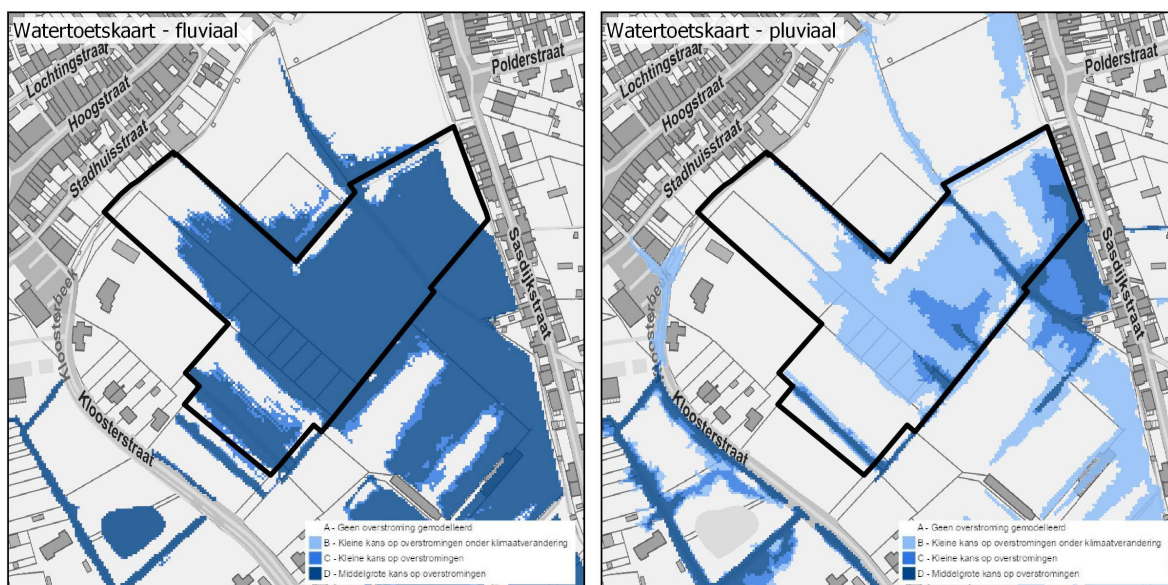 Watertoetskaart - fluviaal
Lochtingstraat
Hoogstraat
Stadhuisstraat
Polderstraat
Sasdijkstraat
Kloosterbeek
Kloosterstraat
A - Geen overstroming gemodelleerd
B - Kleine kans op overstromingen onder klimaatverandering
C - Kleine kans op overstromingen
D - Middelgrote kans op overstromingen
Watertoetskaart - pluviaal
Lochtingstraat
Hoogstraat
Stadhuisstraat
Polderstraat
Sasdijkstraat
Kloosterbeek
Kloosterstraat
A - Geen overstroming gemodelleerd
B - Kleine kans op overstromingen onder klimaatverandering
C - Kleine kans op overstromingen
D - Middelgrote kans op overstromingen